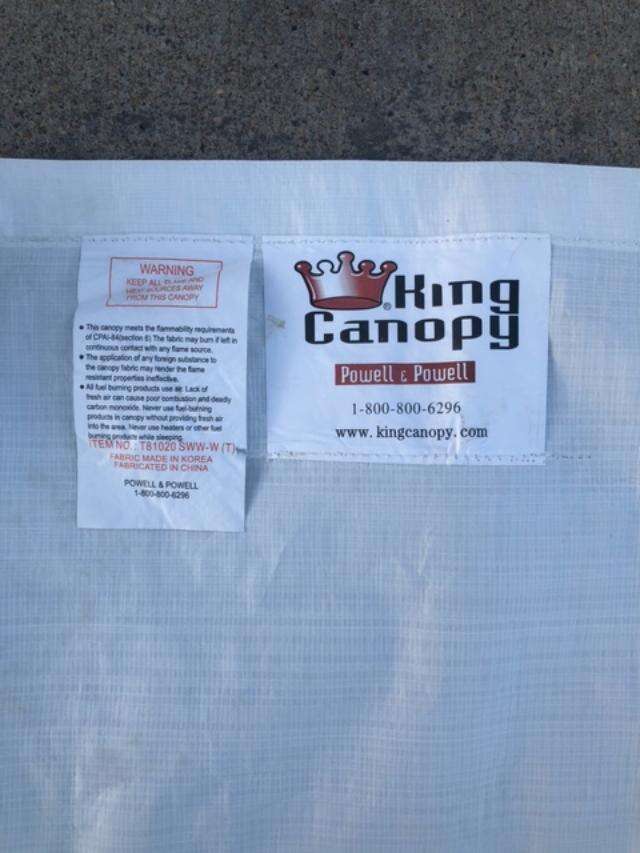 WARNING
KEEP ALL FLAME AND
HEAT SOURCES AWAY
FROM THIS CANOPY
• This canopy meets the flammability requirements
of CPAI-84(section 6) The fabric may burn if left in
continuous contact with any flame source.
• The application of any foreign substance to
the canopy fabric may render the flame
resistant properties ineffective.
• All fuel burning products use air. Lack of
fresh air can cause poor combustion and deadly
carbon monoxide. Never use fuel-burning
products in canopy without providing fresh air
into the area. Never use heaters or other fuel
burning products while sleeping.
ITEM NO.: T81020 SWW-W (T)
FABRIC MADE IN KOREA
FABRICATED IN CHINA
POWELL & POWELL
1-800-800-6296
®King
Canopy
Powell & Powell
1-800-800-6296
www.kingcanopy.com